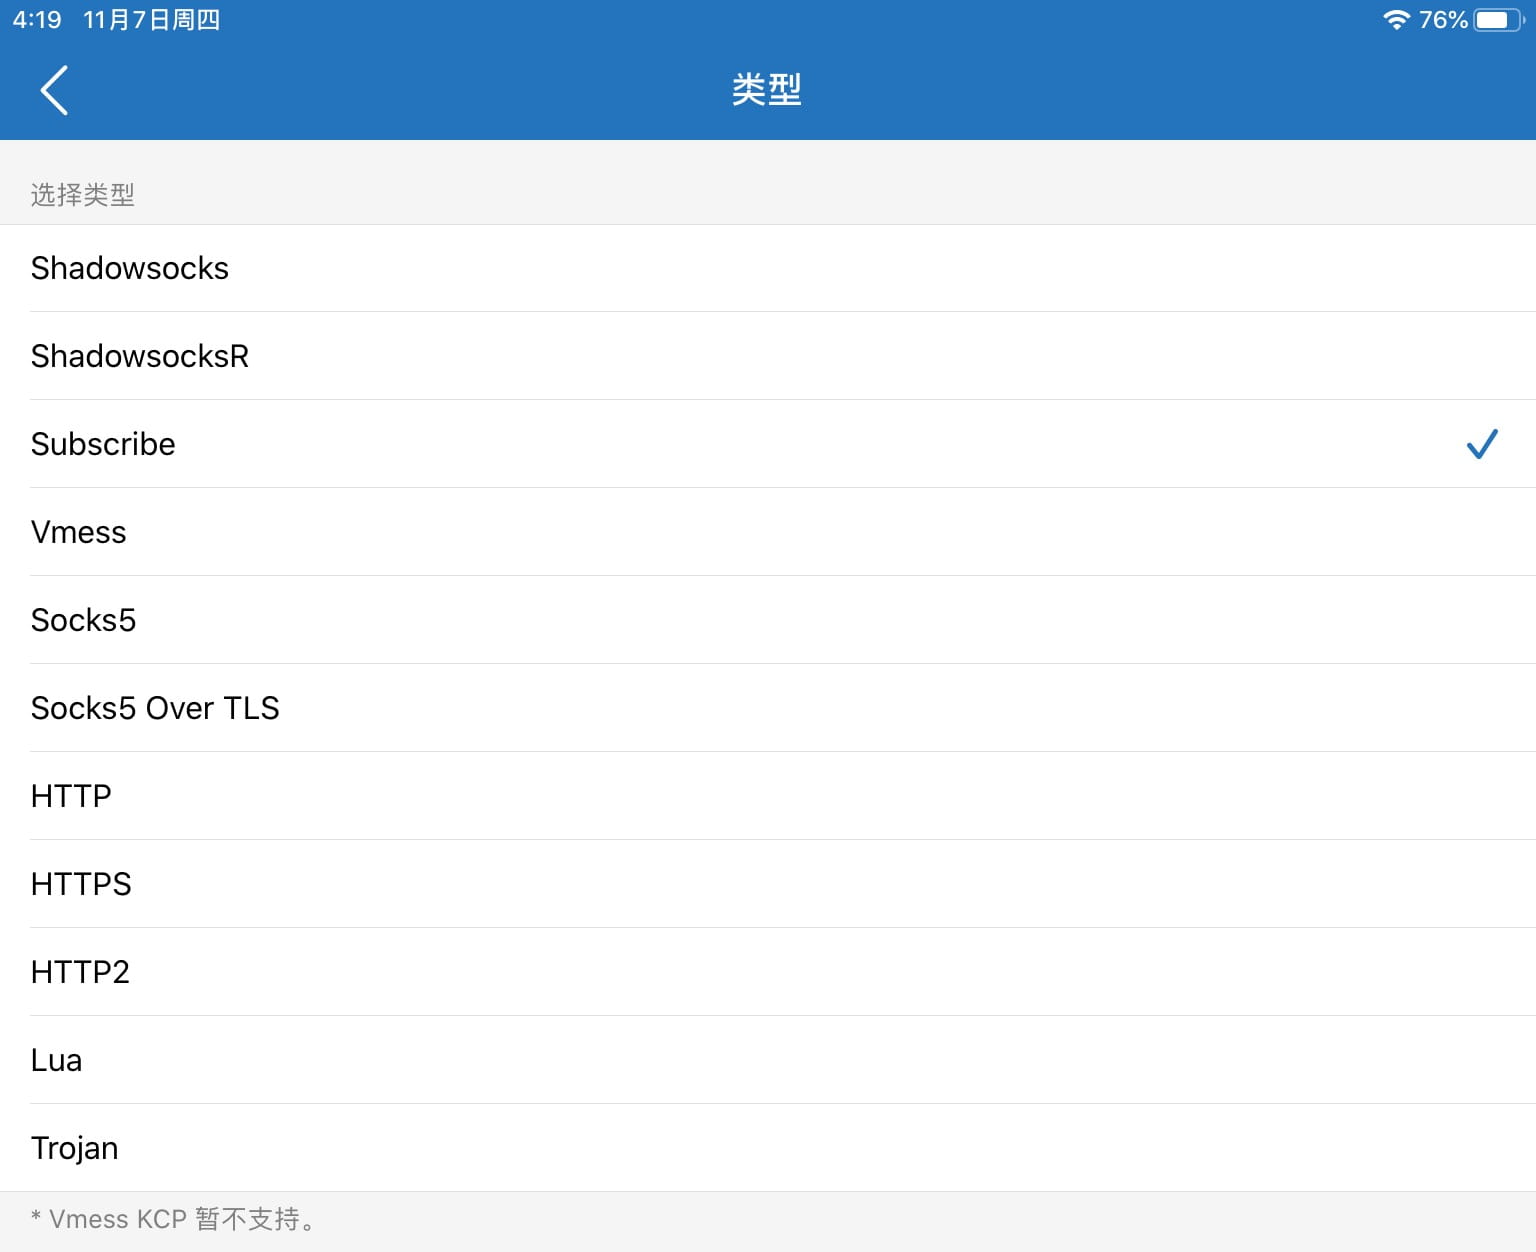 4:19 11月7日周四 76%
类型
选择类型
Shadowsocks
ShadowsocksR
Subscribe
Vmess
Socks5
Socks5 Over TLS
HTTP
HTTPS
HTTP2
Lua
Trojan
* Vmess KCP 暂不支持。